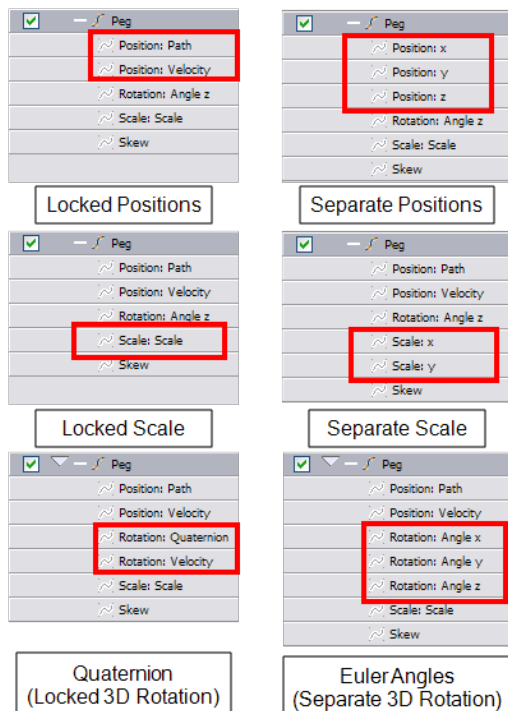 Peg
Position: Path
Position: Velocity
Rotation: Angle z
Scale: Scale
Skew
Locked Positions
Peg
Position: x
Position: y
Position: z
Rotation: Angle z
Scale: Scale
Skew
Separate Positions
Peg
Position: Path
Position: Velocity
Rotation: Angle z
Scale: Scale
Skew
Locked Scale
Peg
Position: Path
Position: Velocity
Rotation: Angle z
Scale: x
Scale: y
Skew
Separate Scale
Peg
Position: Path
Position: Velocity
Rotation: Quaternion
Rotation: Velocity
Scale: Scale
Skew
Quaternion
(Locked 3D Rotation)
Peg
Position: Path
Position: Velocity
Rotation: Angle x
Rotation: Angle y
Rotation: Angle z
Scale: Scale
Skew
Euler Angles
(Separate 3D Rotation)